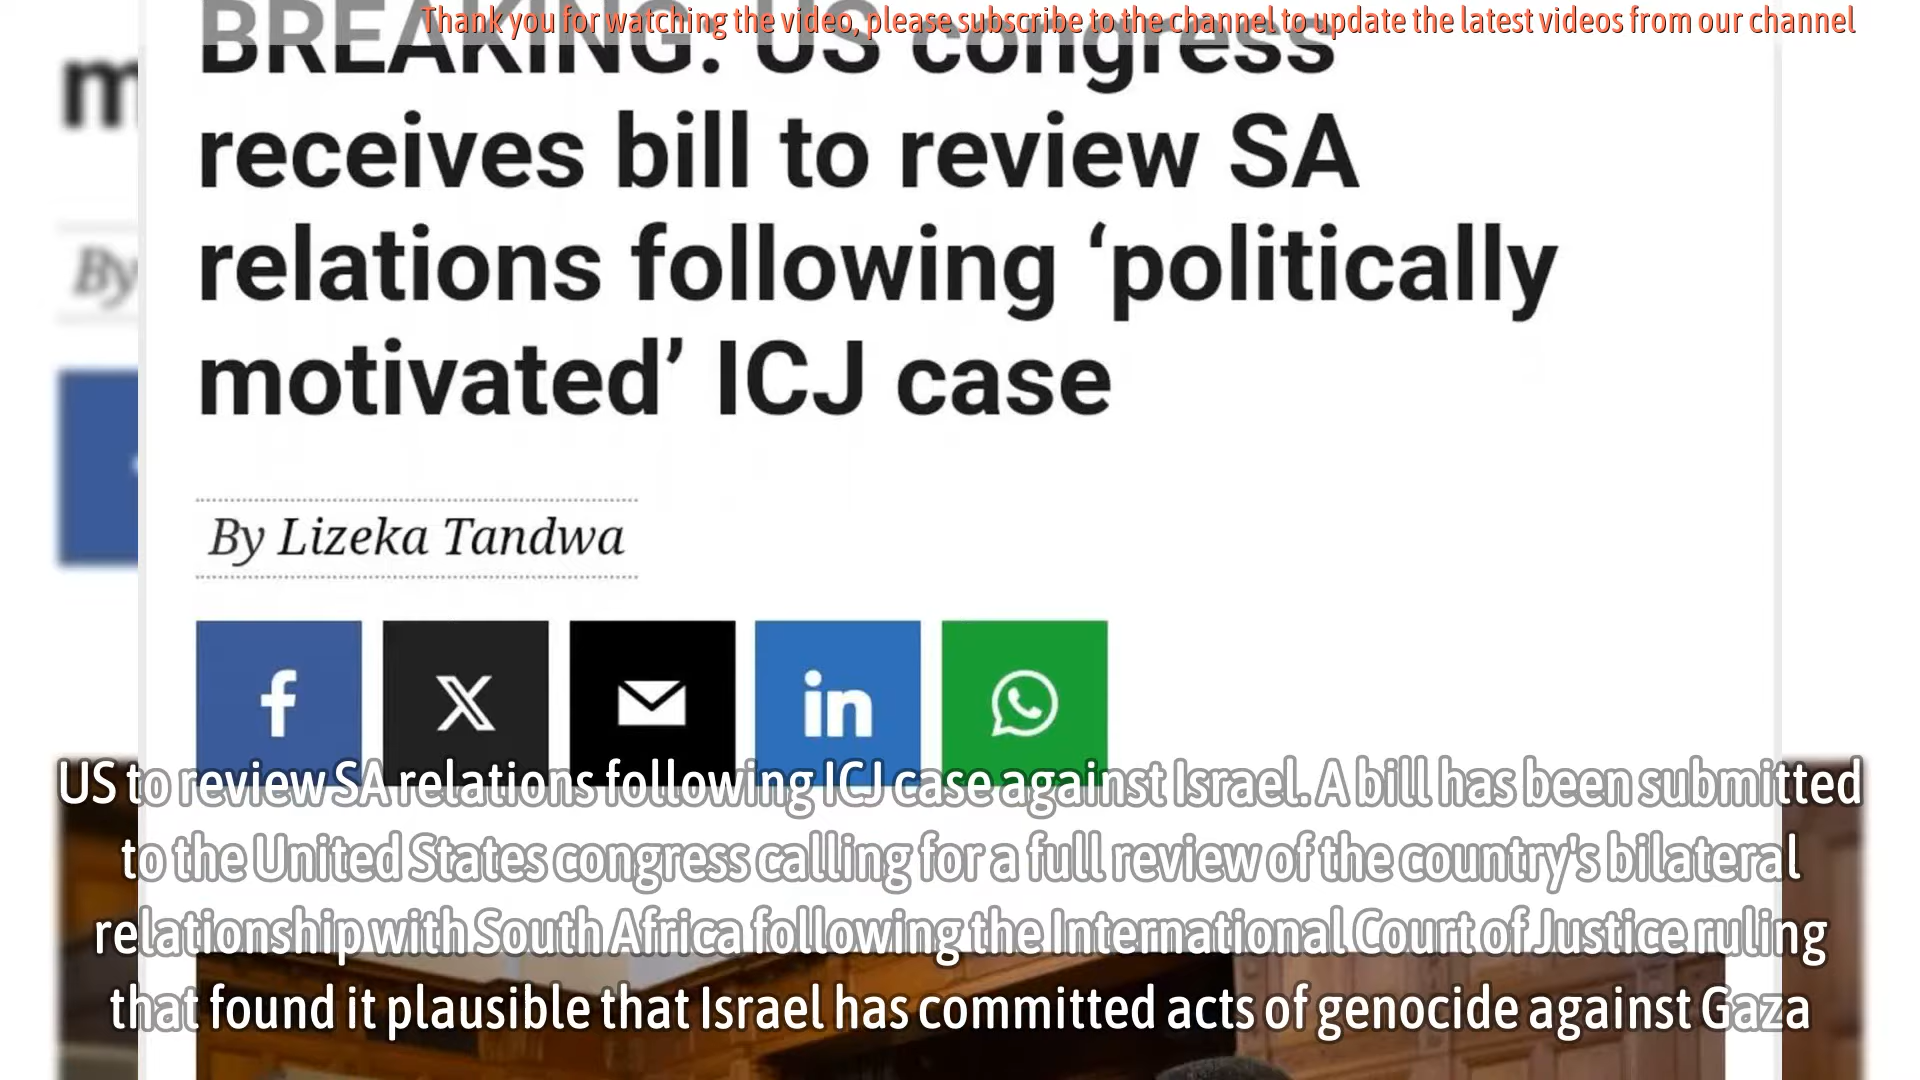 Thank you for watching the video, please subscribe to the channel to update the latest videos from our channel
BREAKING: US congress
receives bill to review SA
relations following ‘politically
motivated’ ICJ case
By
By Lizeka Tandwa
US to review SA relations following ICJ case against Israel. A bill has been submitted
to the United States congress calling for a full review of the country's bilateral
relationship with South Africa following the International Court of Justice ruling
that found it plausible that Israel has committed acts of genocide against Gaza